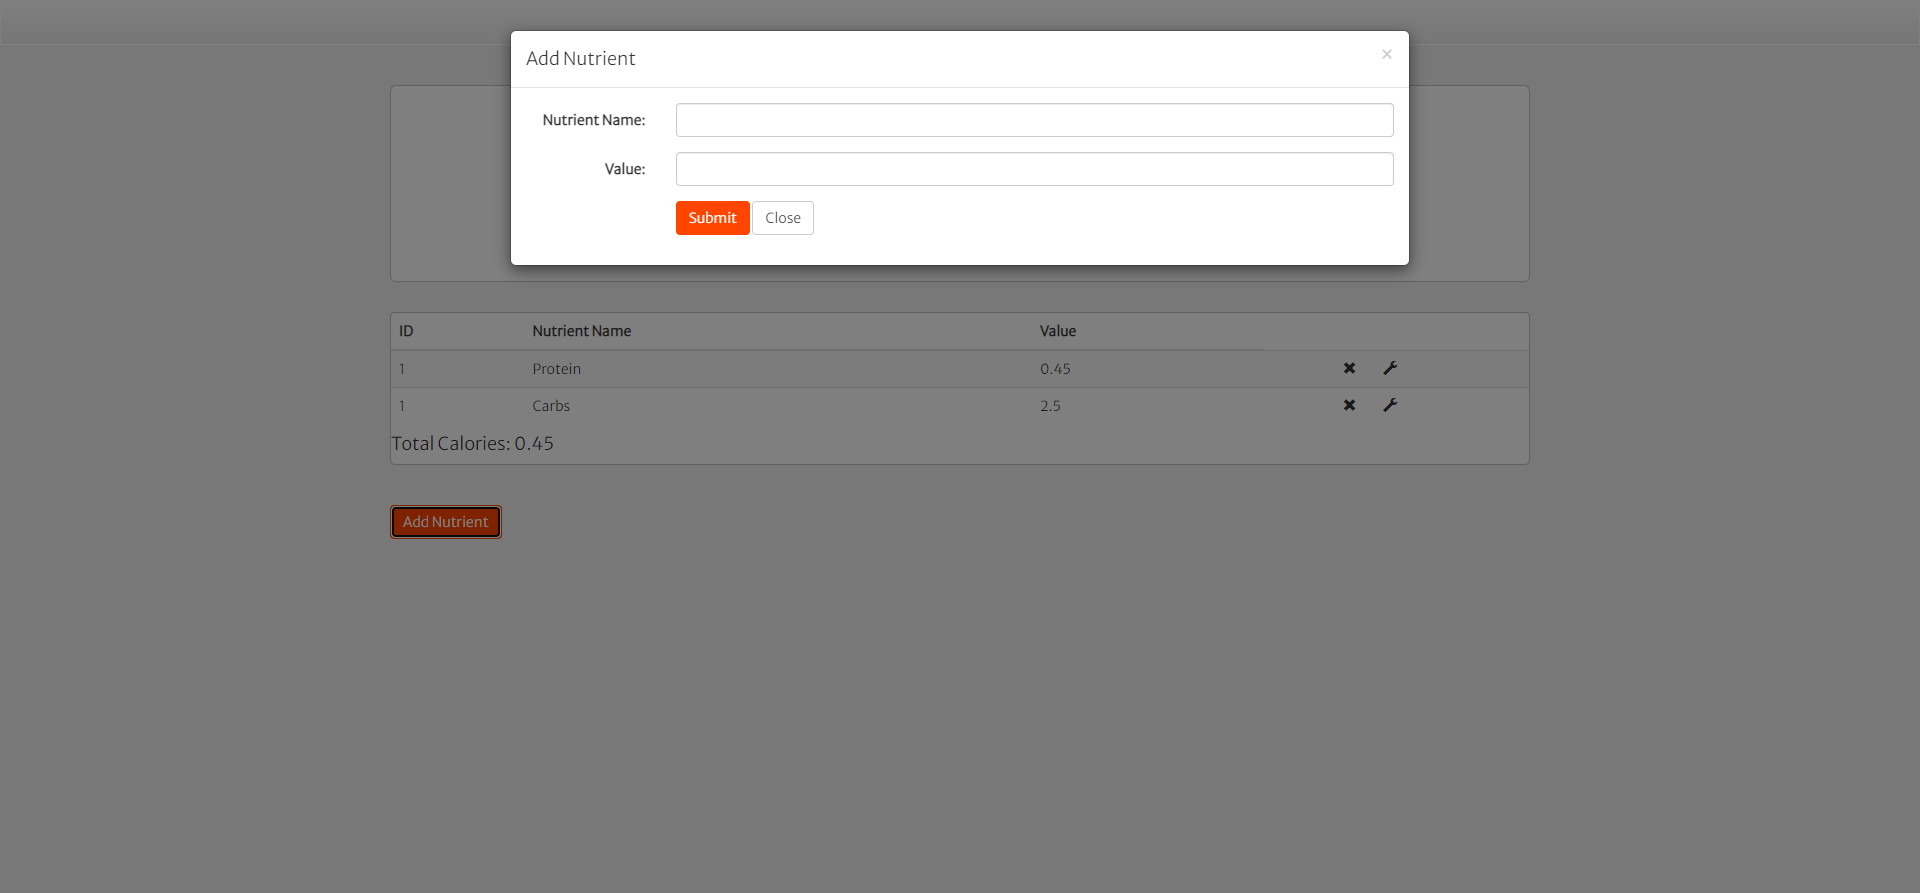 Add Nutrient ×
Nutrient Name:
Value:
Submit Close
ID Nutrient Name Value
1 Protein 0.45
1 Carbs 2.5
Total Calories: 0.45
Add Nutrient